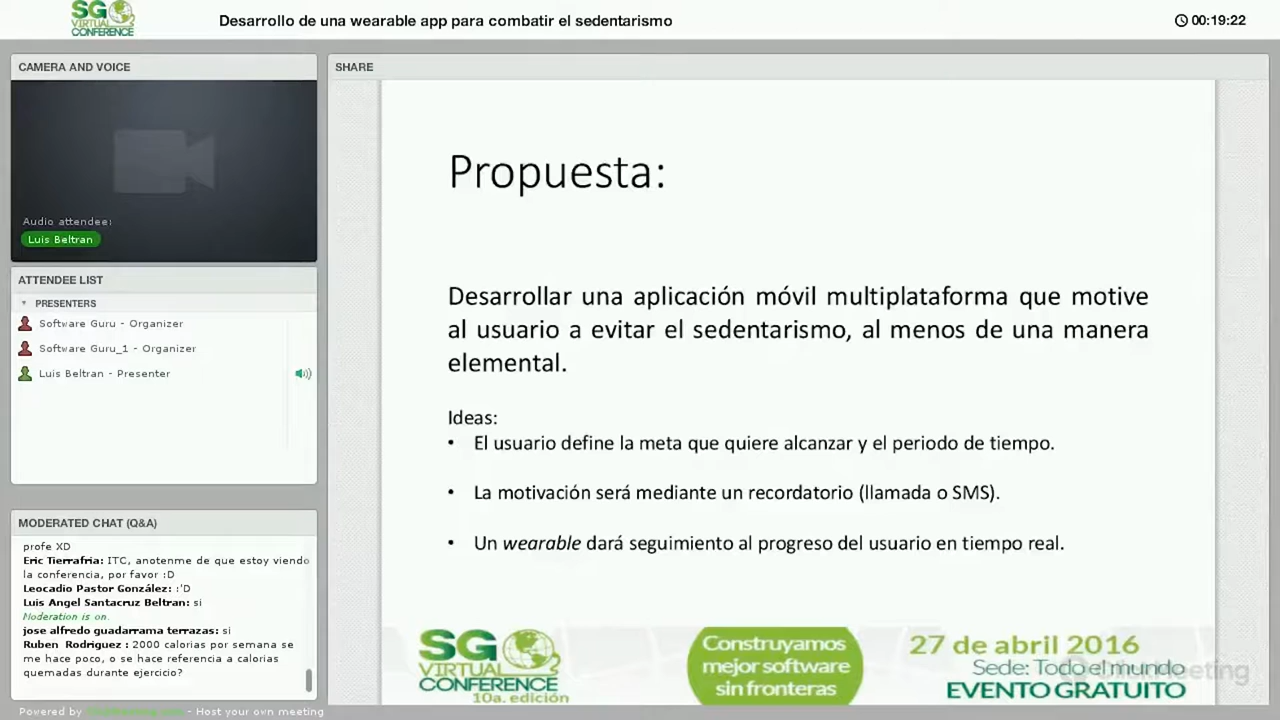 SG
VIRTUAL
CONFERENCE
Desarrollo de una wearable app para combatir el sedentarismo
00:19:22
CAMERA AND VOICE
Audio attendee:
Luis Beltran
ATTENDEE LIST
PRESENTERS
Software Guru - Organizer
Software Guru_1 - Organizer
Luis Beltran - Presenter
MODERATED CHAT (Q&A)
profe XD
Eric Tierrafria: ITC, anotenme de que estoy viendo
la conferencia, por favor :D
Leocadio Pastor González: :'D
Luis Angel Santacruz Beltran: si
Moderation is on.
jose alfredo guadarrama terrazas: si
Ruben Rodriguez : 2000 calorias por semana se
me hace poco, o se hace referencia a calorias
quemadas durante ejercicio?
SHARE
Propuesta:
Desarrollar una aplicación móvil multiplataforma que motive
al usuario a evitar el sedentarismo, al menos de una manera
elemental.
Ideas:
• El usuario define la meta que quiere alcanzar y el periodo de tiempo.
• La motivación será mediante un recordatorio (llamada o SMS).
• Un wearable dará seguimiento al progreso del usuario en tiempo real.
SG
VIRTUAL
CONFERENCE
10a. edición
Construyamos
mejor software
sin fronteras
27 de abril 2016
Sede: Todo el mundo
EVENTO GRATUITO
ClickMeeting
Powered by ClickMeeting.com - Host your own meeting